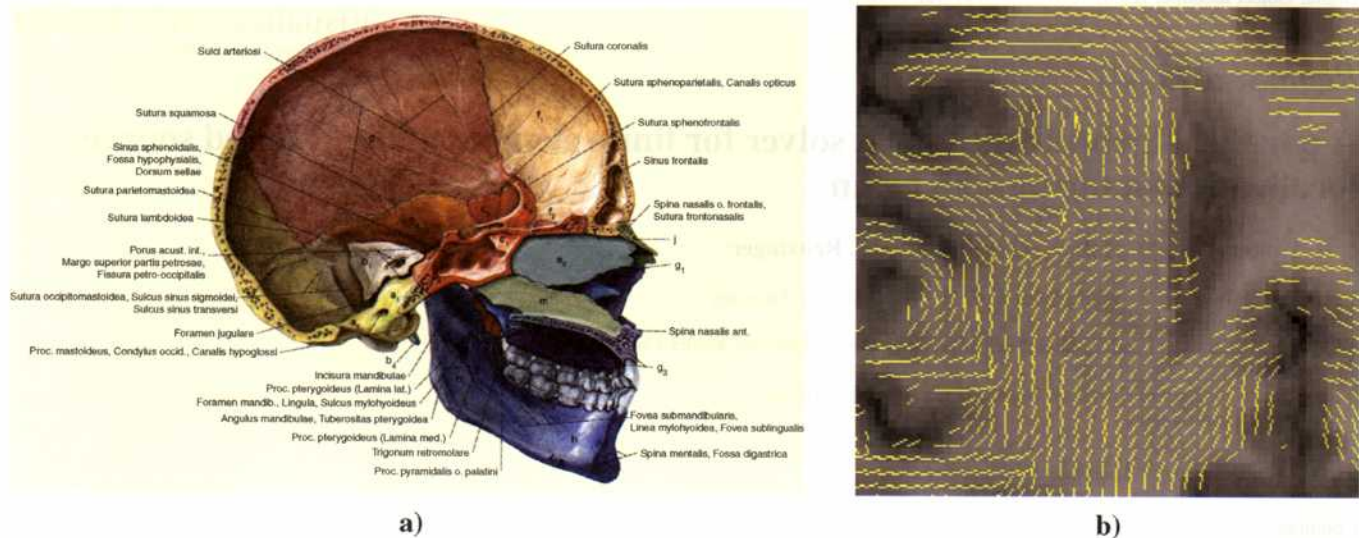 Sulci arteriosi
Sutura squamosa
Sinus sphenoidalis,
Fossa hypophysialis,
Dorsum sellae
Sutura parietomastoidea
Sutura lambdoidea
Porus acust. int.,
Margo superior partis petrosae,
Fissura petro-occipitalis
Sutura occipitomastoidea, Sulcus sinus sigmoidei,
Sulcus sinus transversi
Foramen jugulare
Proc. mastoideus, Condylus occid., Canalis hypoglossi
b4
Incisura mandibulae
Proc. pterygoideus (Lamina lat.)
Foramen mandib., Lingula, Sulcus mylohyoideus
Angulus mandibulae, Tuberositas pterygoidea
Proc. pterygoideus (Lamina med.)
Trigonum retromolare
Proc. pyramidalis o. palatini
Sutura coronalis
Sutura sphenoparietalis, Canalis opticus
Sutura sphenofrontalis
Sinus frontalis
Spina nasalis o. frontalis,
Sutura frontonasalis
j
g1
Spina nasalis ant.
g3
Fovea submandibularis,
Linea mylohyoidea, Fovea sublingualis
Spina mentalis, Fossa digastrica
f1
m
a)
b)